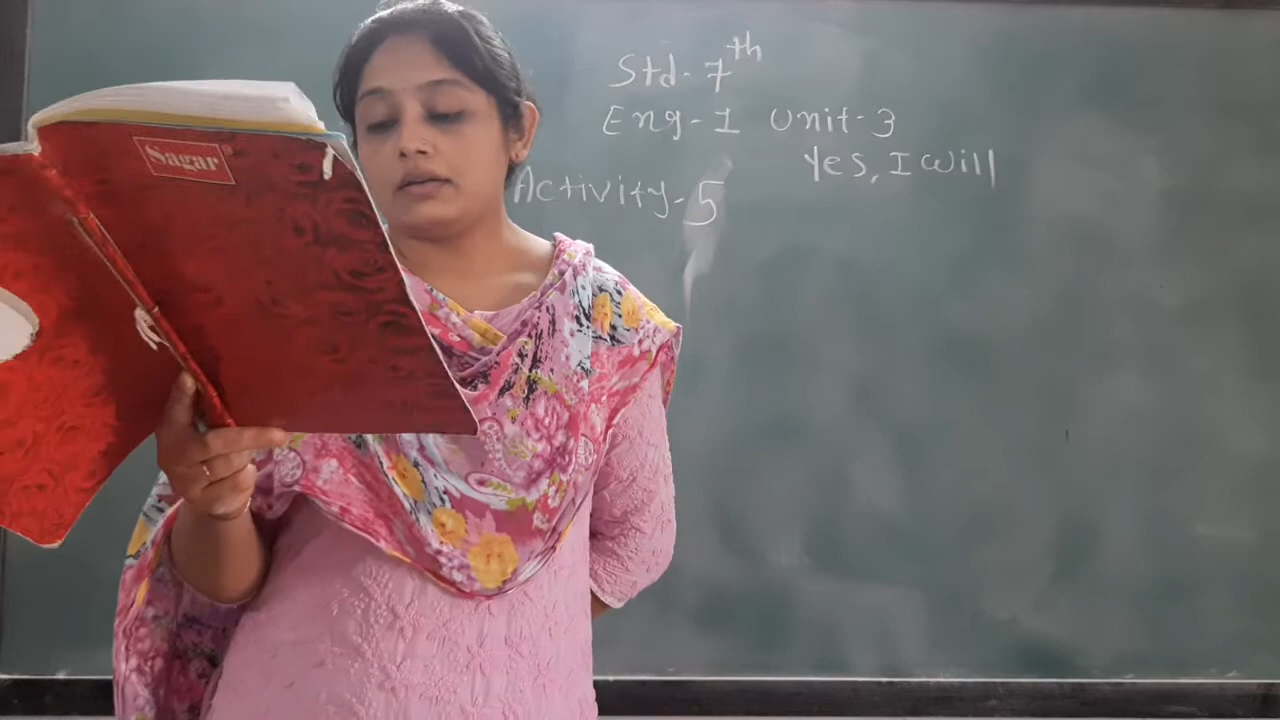 Std-7th
Eng-1 Unit-3
Yes, I will
Activity-5
Sagar